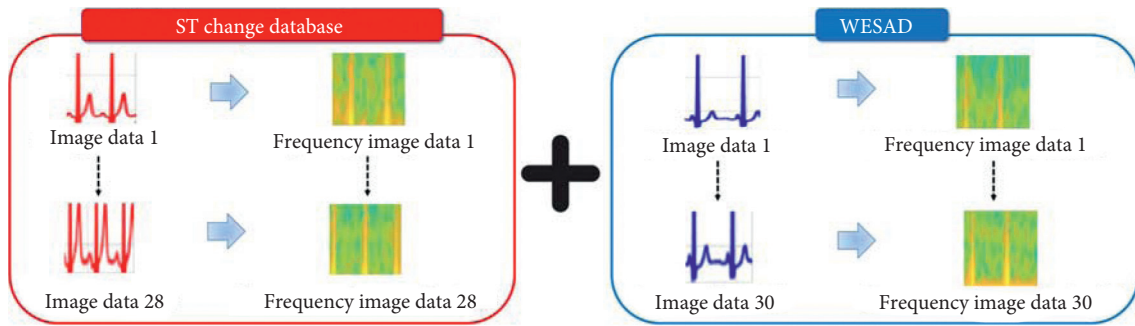 ST change database
WESAD
Image data 1
Frequency image data 1
Image data 28
Frequency image data 28
Image data 1
Frequency image data 1
Image data 30
Frequency image data 30